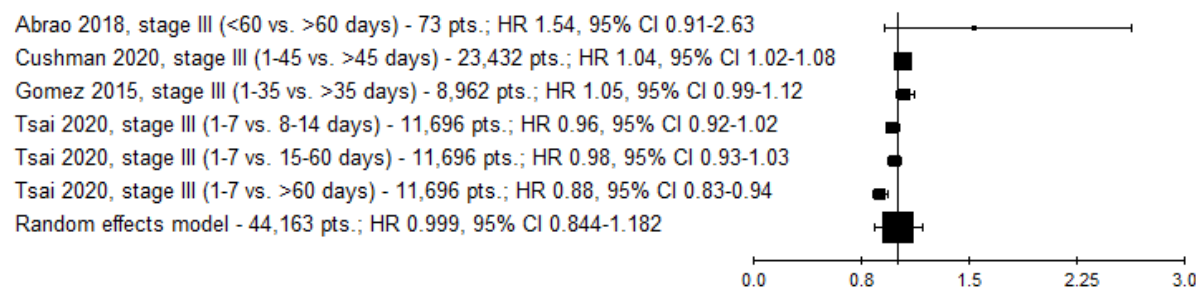 Abrao 2018, stage III (<60 vs. >60 days) - 73 pts.; HR 1.54, 95% CI 0.91-2.63
Cushman 2020, stage III (1-45 vs. >45 days) - 23,432 pts.; HR 1.04, 95% CI 1.02-1.08
Gomez 2015, stage III (1-35 vs. >35 days) - 8,962 pts.; HR 1.05, 95% CI 0.99-1.12
Tsai 2020, stage III (1-7 vs. 8-14 days) - 11,696 pts.; HR 0.96, 95% CI 0.92-1.02
Tsai 2020, stage III (1-7 vs. 15-60 days) - 11,696 pts.; HR 0.98, 95% CI 0.93-1.03
Tsai 2020, stage III (1-7 vs. >60 days) - 11,696 pts.; HR 0.88, 95% CI 0.83-0.94
Random effects model - 44,163 pts.; HR 0.999, 95% CI 0.844-1.182
0.0 0.8 1.5 2.25 3.0